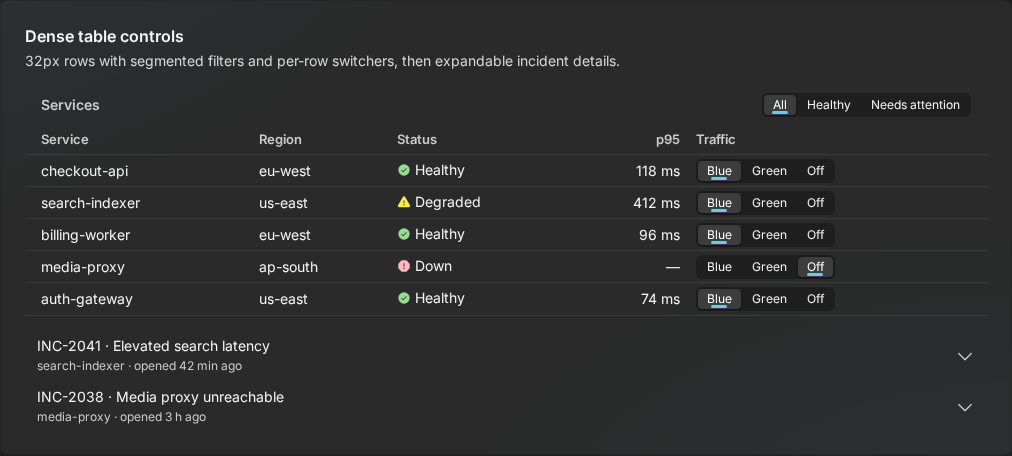 Dense table controls
32px rows with segmented filters and per-row switchers, then expandable incident details.
Services All Healthy Needs attention
Service Region Status p95 Traffic
checkout-api eu-west Healthy 118 ms Blue Green Off
search-indexer us-east Degraded 412 ms Blue Green Off
billing-worker eu-west Healthy 96 ms Blue Green Off
media-proxy ap-south Down — Blue Green Off
auth-gateway us-east Healthy 74 ms Blue Green Off
INC-2041 · Elevated search latency
search-indexer · opened 42 min ago
INC-2038 · Media proxy unreachable
media-proxy · opened 3 h ago